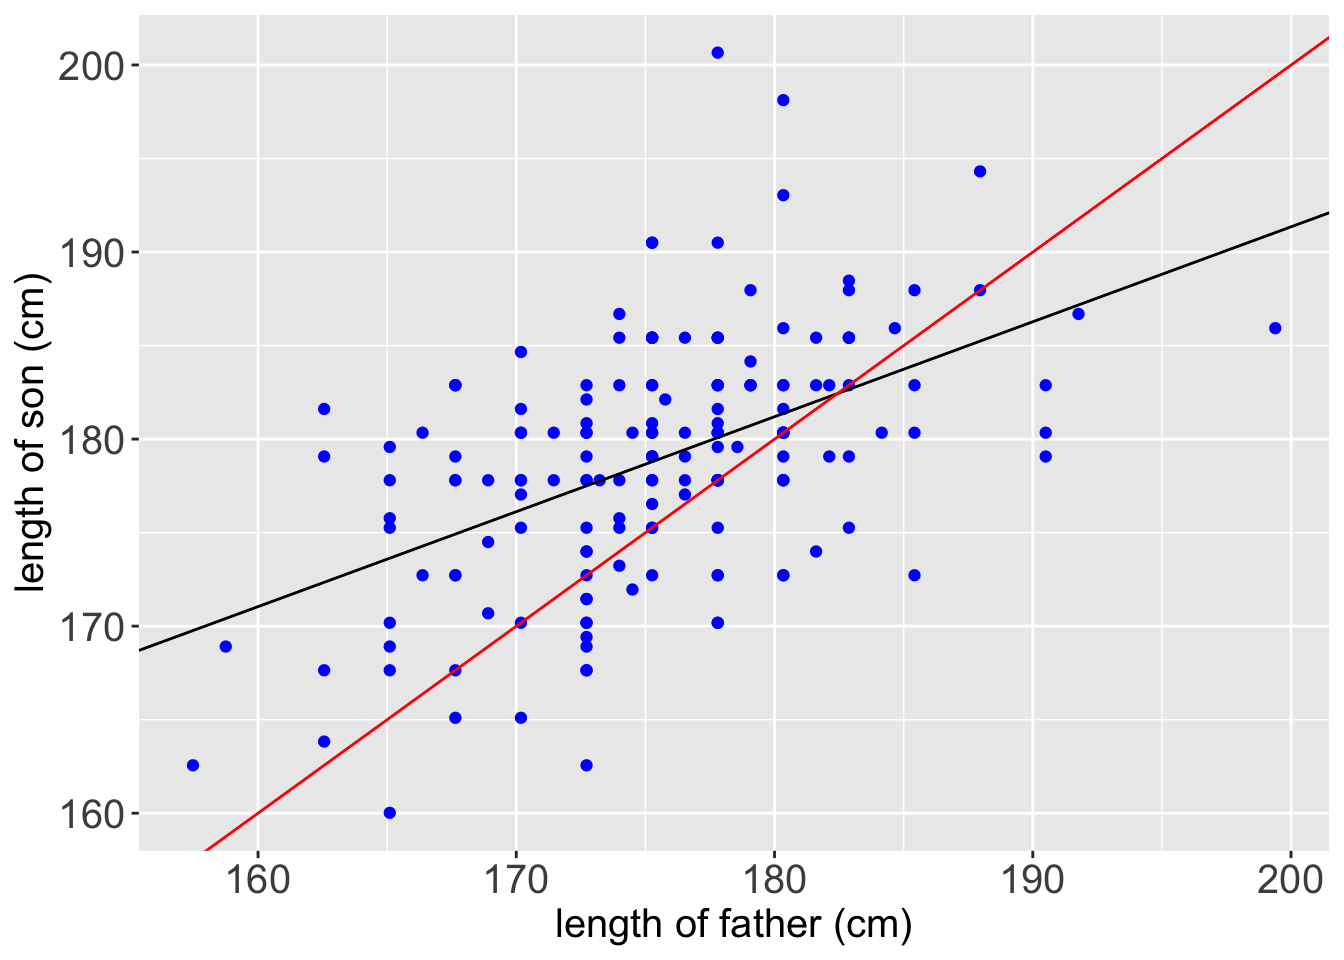 200
190
180
170
160
length of son (cm)
160 170 180 190 200
length of father (cm)